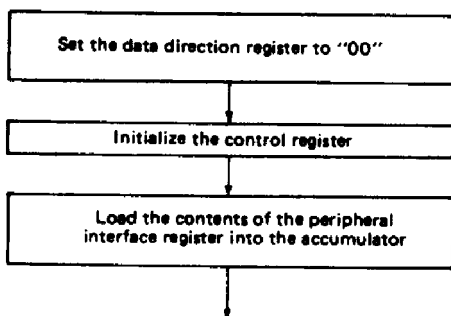 Set the data direction register to "00"
Initialize the control register
Load the contents of the peripheral
interface register into the accumulator